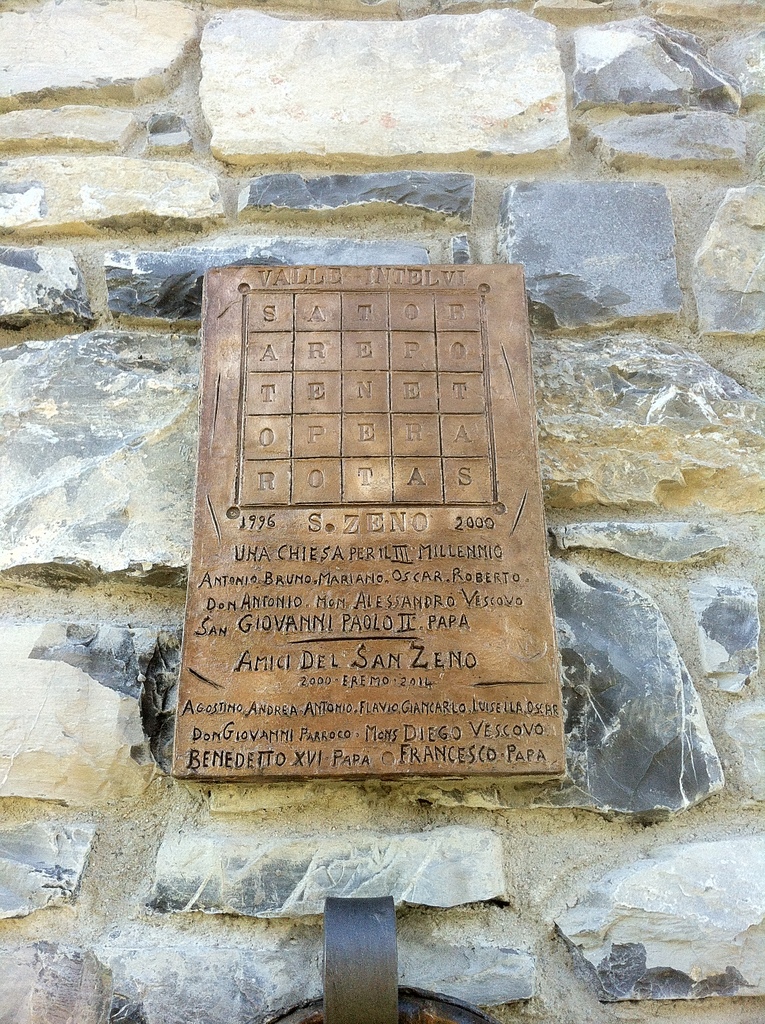 VALLE INTELVI
S A T O R
A R E P O
T E N E T
O P E R A
R O T A S
1996 S. ZENO 2000
UNA CHIESA PER IL III MILLENNIO
ANTONIO. BRUNO. MARIANO. OSCAR. ROBERTO.
DON ANTONIO. MON. ALESSANDRO VESCOVO
SAN GIOVANNI PAOLO II. PAPA
AMICI DEL SAN ZENO
2000 · EREMO · 2014
AGOSTINO. ANDREA. ANTONIO. FLAVIO. GIANCARLO. LUISELLA. OSCAR
DON GIOVANNI PARROCO. MONS DIEGO VESCOVO
BENEDETTO XVI · PAPA FRANCESCO · PAPA